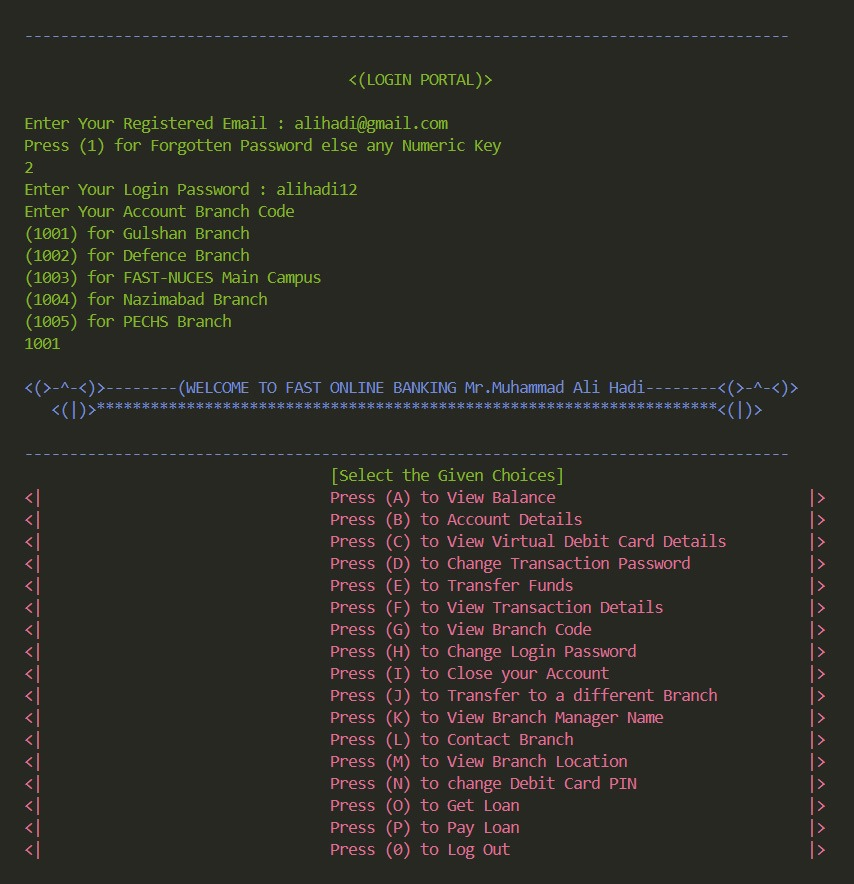 -------------------------------------------------------------------------------------
<(LOGIN PORTAL)>
Enter Your Registered Email : alihadi@gmail.com
Press (1) for Forgotten Password else any Numeric Key
2
Enter Your Login Password : alihadi12
Enter Your Account Branch Code
(1001) for Gulshan Branch
(1002) for Defence Branch
(1003) for FAST-NUCES Main Campus
(1004) for Nazimabad Branch
(1005) for PECHS Branch
1001
<(>-^-<)>--------(WELCOME TO FAST ONLINE BANKING Mr.Muhammad Ali Hadi--------<(>-^-<)>
<(|)>*********************************************************************<(|)>
-------------------------------------------------------------------------------------
[Select the Given Choices]
<| Press (A) to View Balance |>
<| Press (B) to Account Details |>
<| Press (C) to View Virtual Debit Card Details |>
<| Press (D) to Change Transaction Password |>
<| Press (E) to Transfer Funds |>
<| Press (F) to View Transaction Details |>
<| Press (G) to View Branch Code |>
<| Press (H) to Change Login Password |>
<| Press (I) to Close your Account |>
<| Press (J) to Transfer to a different Branch |>
<| Press (K) to View Branch Manager Name |>
<| Press (L) to Contact Branch |>
<| Press (M) to View Branch Location |>
<| Press (N) to change Debit Card PIN |>
<| Press (O) to Get Loan |>
<| Press (P) to Pay Loan |>
<| Press (0) to Log Out |>